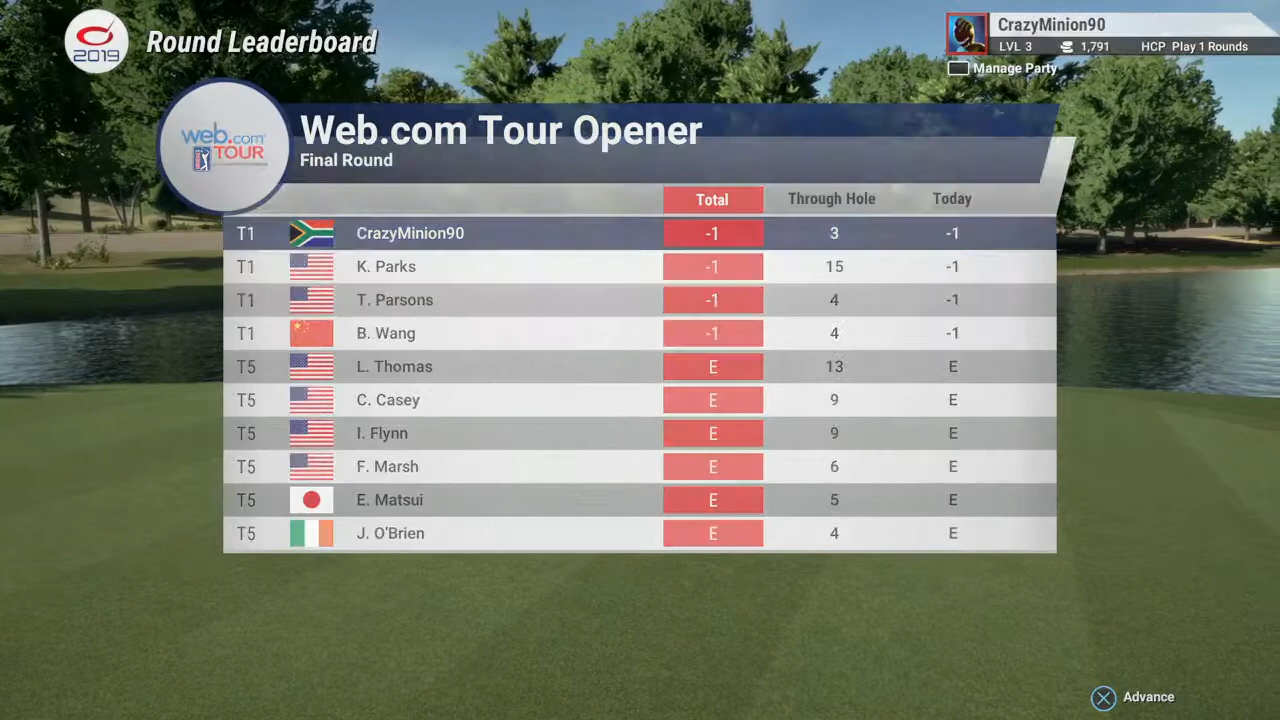 2019
Round Leaderboard
CrazyMinion90
LVL 3 1,791 HCP Play 1 Rounds
Manage Party
web.com
TOUR
Web.com Tour Opener
Final Round
Total Through Hole Today
T1 CrazyMinion90 -1 3 -1
T1 K. Parks -1 15 -1
T1 T. Parsons -1 4 -1
T1 B. Wang -1 4 -1
T5 L. Thomas E 13 E
T5 C. Casey E 9 E
T5 I. Flynn E 9 E
T5 F. Marsh E 6 E
T5 E. Matsui E 5 E
T5 J. O'Brien E 4 E
Advance